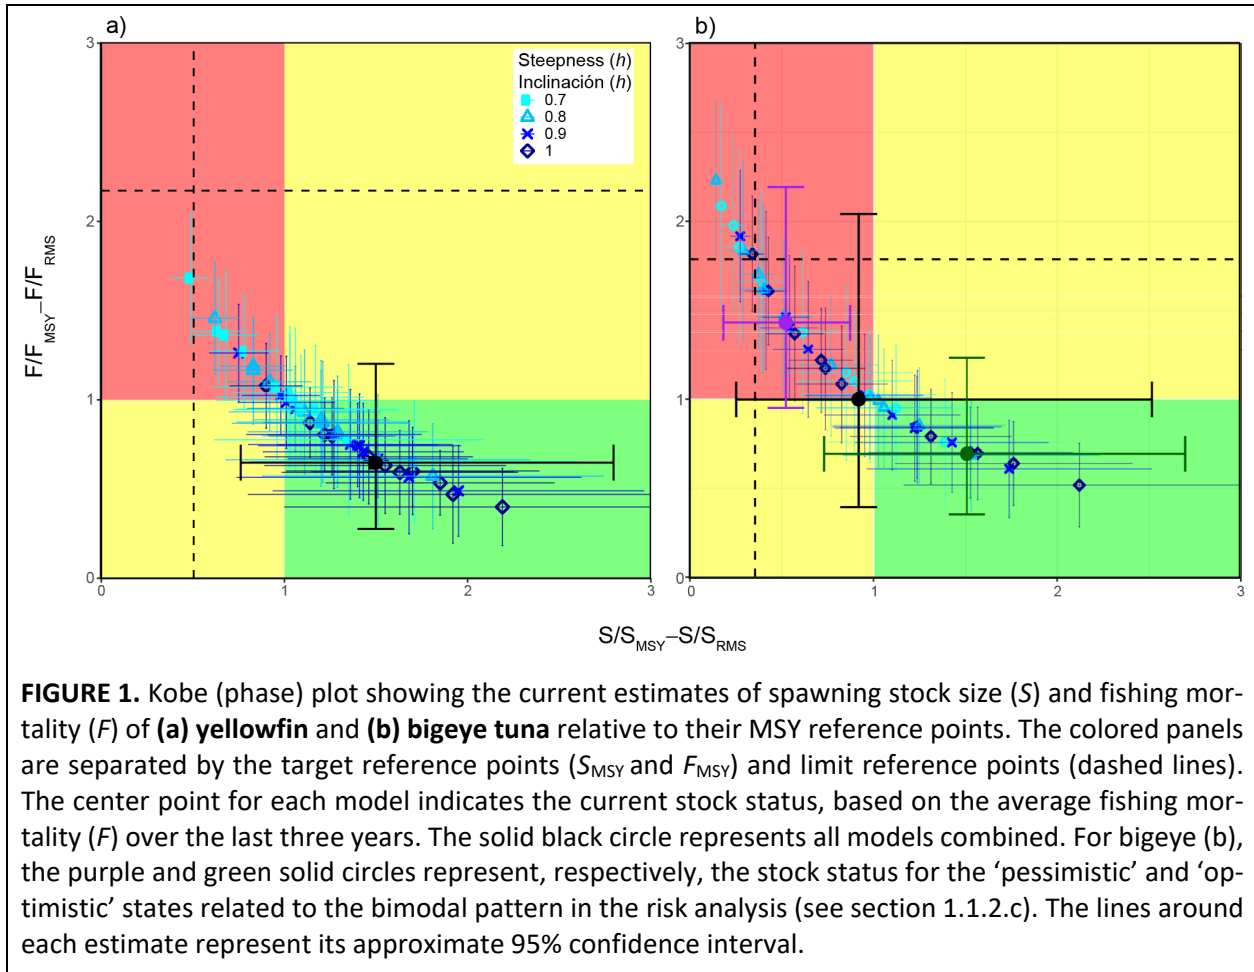 a)
b)
3
2
1
0
Steepness (h)
Inclinación (h)
0.7
0.8
0.9
1
F/FMSY–F/FRMS
0
1
2
3
3
2
1
0
0
1
2
3
S/SMSY–S/SRMS
FIGURE 1. Kobe (phase) plot showing the current estimates of spawning stock size (S) and fishing mor-
tality (F) of (a) yellowfin and (b) bigeye tuna relative to their MSY reference points. The colored panels
are separated by the target reference points (SMSY and FMSY) and limit reference points (dashed lines).
The center point for each model indicates the current stock status, based on the average fishing mor-
tality (F) over the last three years. The solid black circle represents all models combined. For bigeye (b),
the purple and green solid circles represent, respectively, the stock status for the ‘pessimistic’ and ‘op-
timistic’ states related to the bimodal pattern in the risk analysis (see section 1.1.2.c). The lines around
each estimate represent its approximate 95% confidence interval.